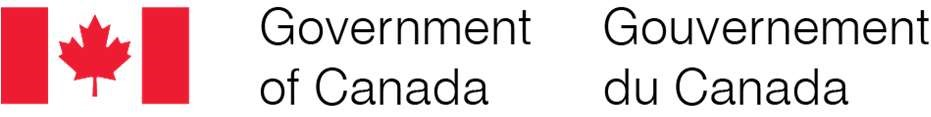 Government
of Canada
Gouvernement
du Canada